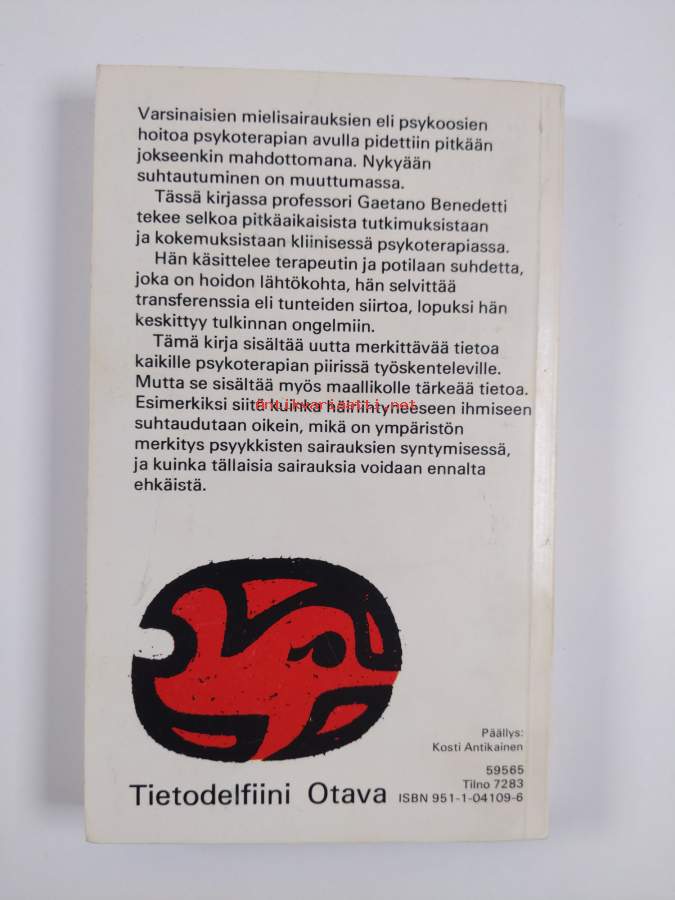 Varsinaisien mielisairauksien eli psykoosien
hoitoa psykoterapian avulla pidettiin pitkään
jokseenkin mahdottomana. Nykyään
suhtautuminen on muuttumassa.
Tässä kirjassa professori Gaetano Benedetti
tekee selkoa pitkäaikaisista tutkimuksistaan
ja kokemuksistaan kliinisessä psykoterapiassa.
Hän käsittelee terapeutin ja potilaan suhdetta,
joka on hoidon lähtökohta, hän selvittää
transferenssia eli tunteiden siirtoa, lopuksi hän
keskittyy tulkinnan ongelmiin.
Tämä kirja sisältää uutta merkittävää tietoa
kaikille psykoterapian piirissä työskenteleville.
Mutta se sisältää myös maallikolle tärkeää tietoa.
Esimerkiksi siitä kuinka häiriintyneeseen ihmiseen
antikvariaatti.net
suhtaudutaan oikein, mikä on ympäristön
merkitys psyykkisten sairauksien syntymisessä,
ja kuinka tällaisia sairauksia voidaan ennalta
ehkäistä.
Päällys:
Kosti Antikainen
59565
Tilno 7283
Tietodelfiini Otava ISBN 951-1-04109-6